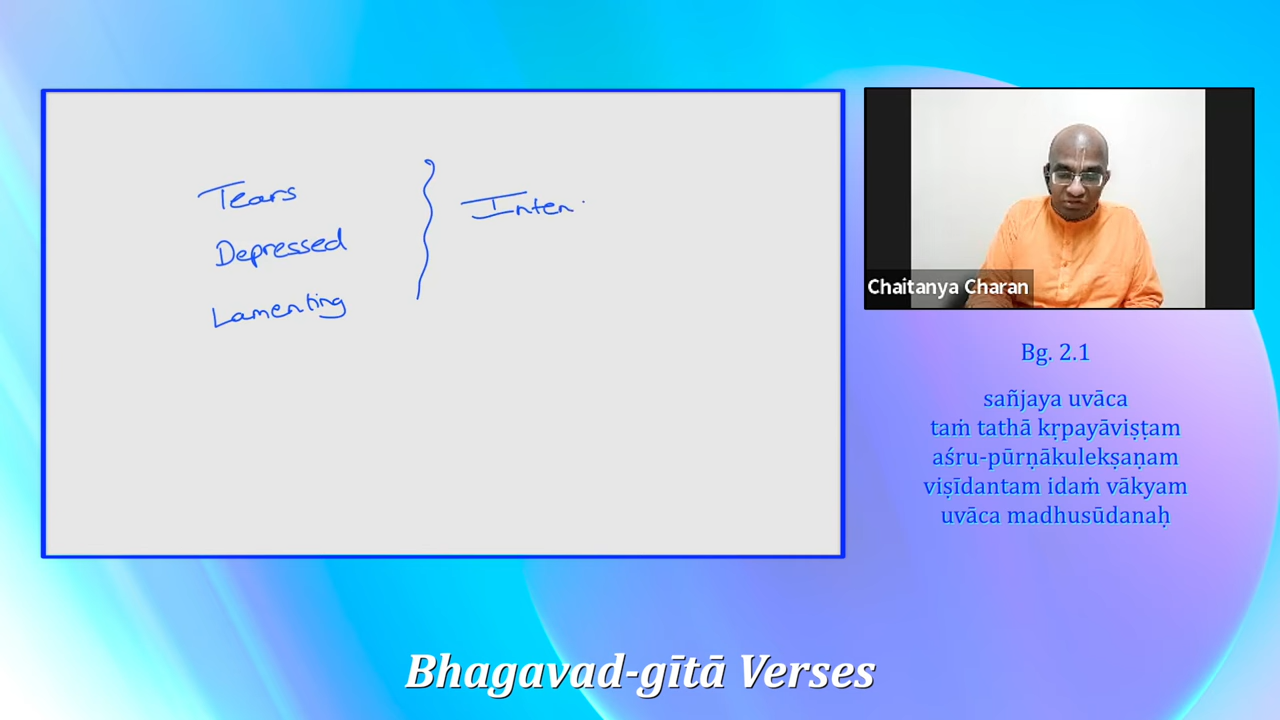 Tears
Depressed
Lamenting
Inten
Chaitanya Charan
Bg. 2.1
sañjaya uvāca
taṁ tathā kṛpayāviṣṭam
aśru-pūrṇākulekṣaṇam
viṣīdantam idaṁ vākyam
uvāca madhusūdanaḥ
Bhagavad-gītā Verses